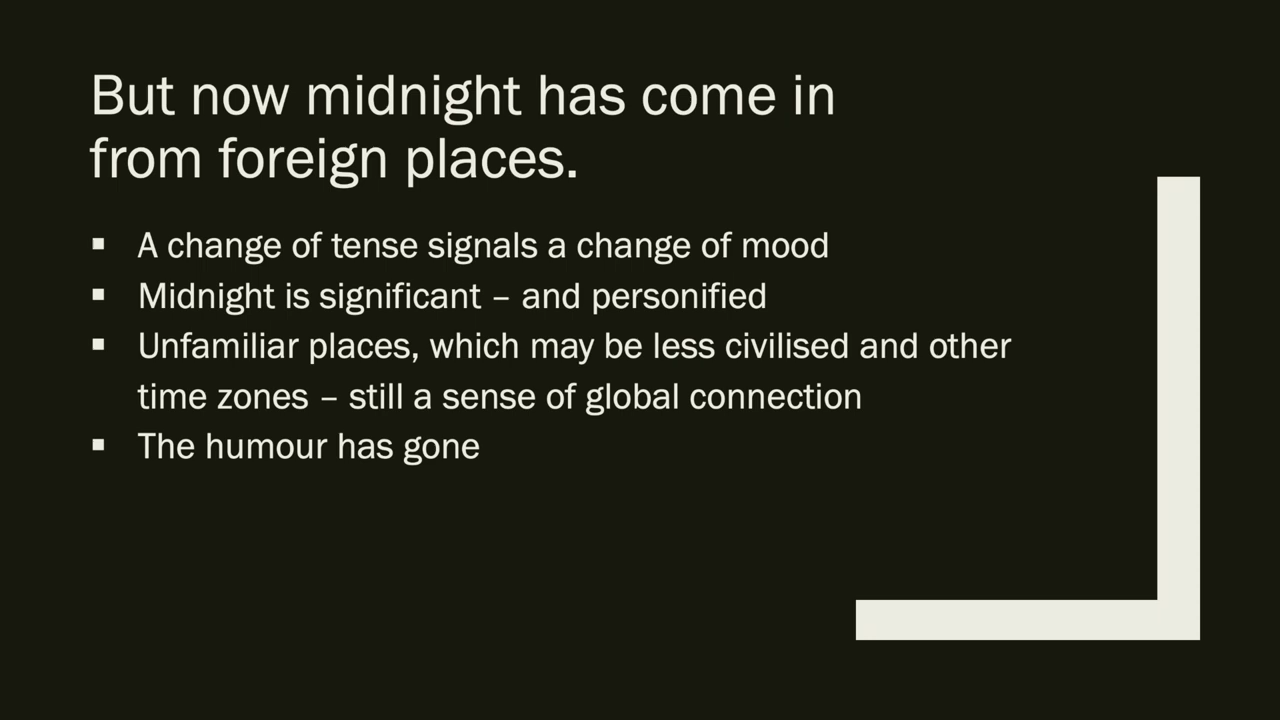 But now midnight has come in
from foreign places.
▪ A change of tense signals a change of mood
▪ Midnight is significant – and personified
▪ Unfamiliar places, which may be less civilised and other
time zones – still a sense of global connection
▪ The humour has gone